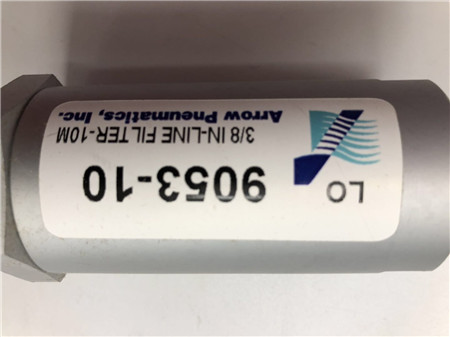 Arrow Pneumatics, Inc.
3/8 IN-LINE FILTER-10M
9053-10
LO